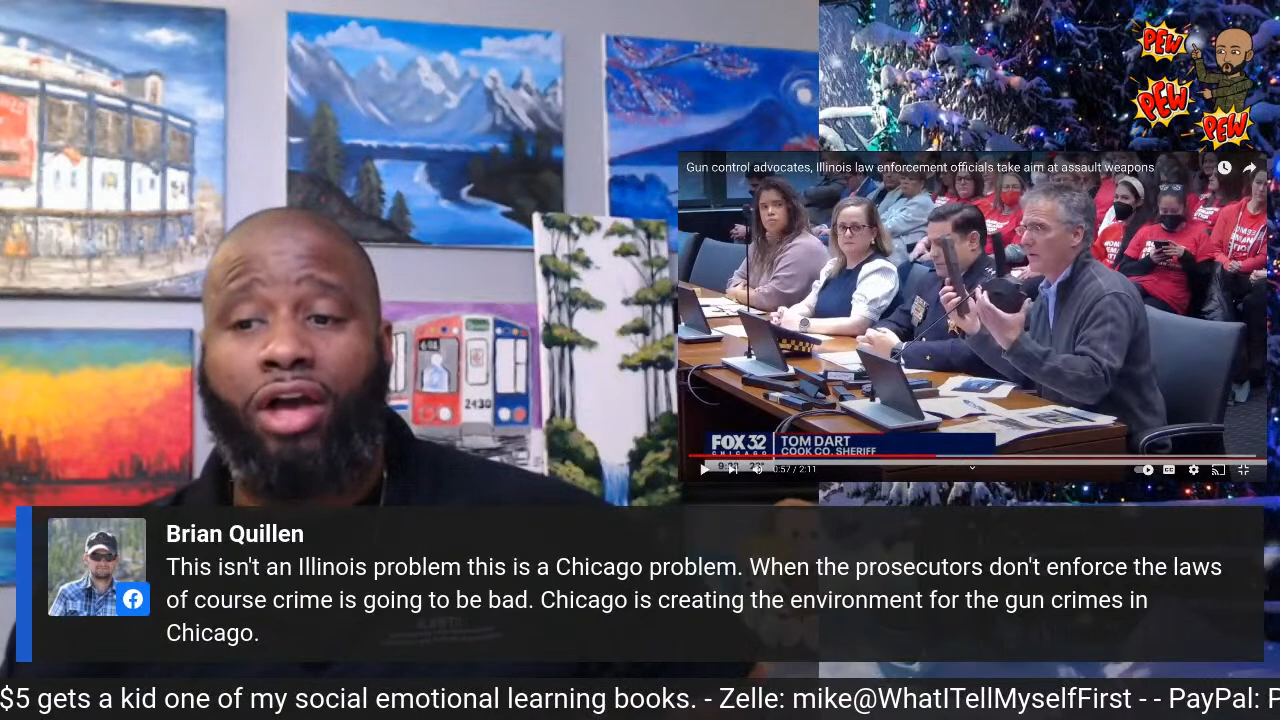 PEW
PEW
PEW
Gun control advocates, Illinois law enforcement officials take aim at assault weapons
2430
FOX 32
CHICAGO
TOM DART
COOK CO. SHERIFF
0:57 / 2:11
Brian Quillen
This isn't an Illinois problem this is a Chicago problem. When the prosecutors don't enforce the laws
of course crime is going to be bad. Chicago is creating the environment for the gun crimes in
Chicago.
$5 gets a kid one of my social emotional learning books. - Zelle: mike@WhatITellMyselfFirst - - PayPal: